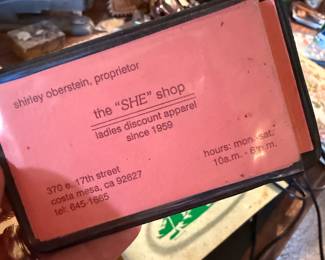 shirley oberstein, proprietor
the "SHE" shop
ladies discount apparel
since 1959
370 e. 17th street
costa mesa, ca 92627
tel: 645-1665
hours: mon.-sat.
10a.m. - 6p.m.